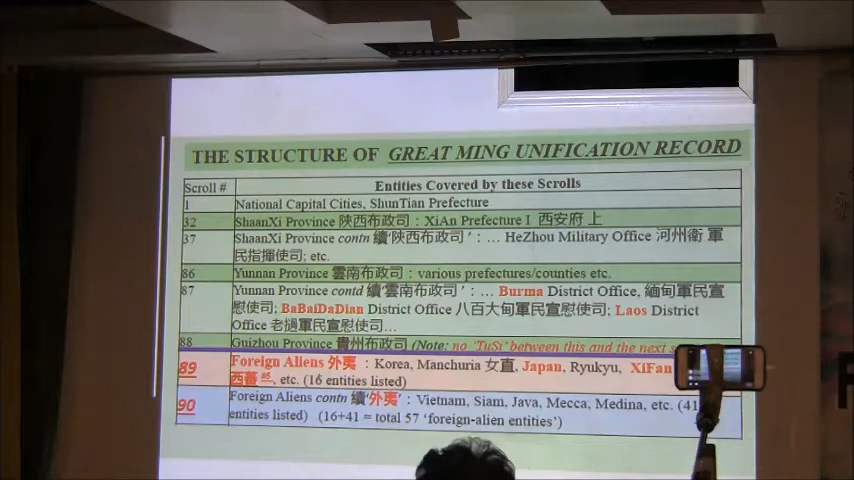 THE STRUCTURE OF GREAT MING UNIFICATION RECORD
Scroll # Entities Covered by these Scrolls
1 National Capital Cities, ShunTian Prefecture
32 ShaanXi Province 陝西布政司：XiAn Prefecture I 西安府 上
37 ShaanXi Province contn 續‘陝西布政司’：... HeZhou Military Office 河州衛 軍
民指揮使司; etc.
86 Yunnan Province 雲南布政司：various prefectures/counties etc.
87 Yunnan Province contd 續‘雲南布政司’：... Burma District Office, 緬甸軍民宣
慰使司; BaBaiDaDian District Office 八百大甸軍民宣慰使司; Laos District
Office 老撾軍民宣慰使司...
88 Guizhou Province 貴州布政司 (Note: no ‘TuSi’ between this and the next
89 Foreign Aliens 外夷：Korea, Manchuria 女直, Japan, Ryukyu, XiFan
西蕃 etc. (16 entities listed)
90 Foreign Aliens contn 續‘外夷’：Vietnam, Siam, Java, Mecca, Medina, etc. (41
entities listed) (16+41 = total 57 ‘foreign-alien entities’)